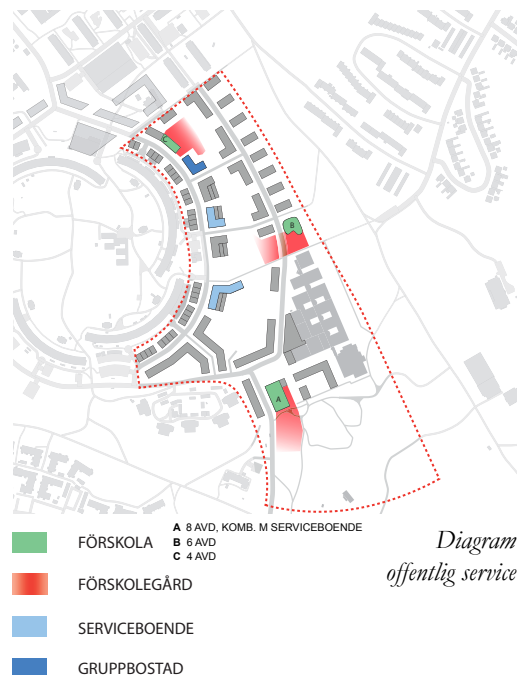 C
B
A
FÖRSKOLA
A 8 AVD, KOMB. M SERVICEBOENDE
B 6 AVD
C 4 AVD
FÖRSKOLEGÅRD
SERVICEBOENDE
GRUPPBOSTAD
Diagram
offentlig service